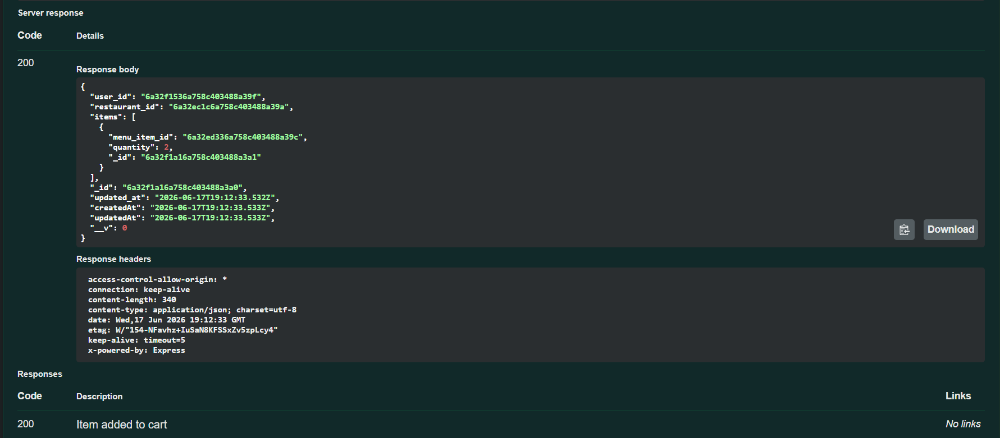 Server response
Code Details
200
Response body
{
  "user_id": "6a32f1536a758c403488a39f",
  "restaurant_id": "6a32ec1c6a758c403488a39a",
  "items": [
    {
      "menu_item_id": "6a32ed336a758c403488a39c",
      "quantity": 2,
      "_id": "6a32f1a16a758c403488a3a1"
    }
  ],
  "_id": "6a32f1a16a758c403488a3a0",
  "updated_at": "2026-06-17T19:12:33.532Z",
  "createdAt": "2026-06-17T19:12:33.533Z",
  "updatedAt": "2026-06-17T19:12:33.533Z",
  "__v": 0
}
Download
Response headers
access-control-allow-origin: *
connection: keep-alive
content-length: 340
content-type: application/json; charset=utf-8
date: Wed,17 Jun 2026 19:12:33 GMT
etag: W/"154-NFavhz+IuSaN8KFSSxZv5zpLcy4"
keep-alive: timeout=5
x-powered-by: Express
Responses
Code Description Links
200 Item added to cart No links